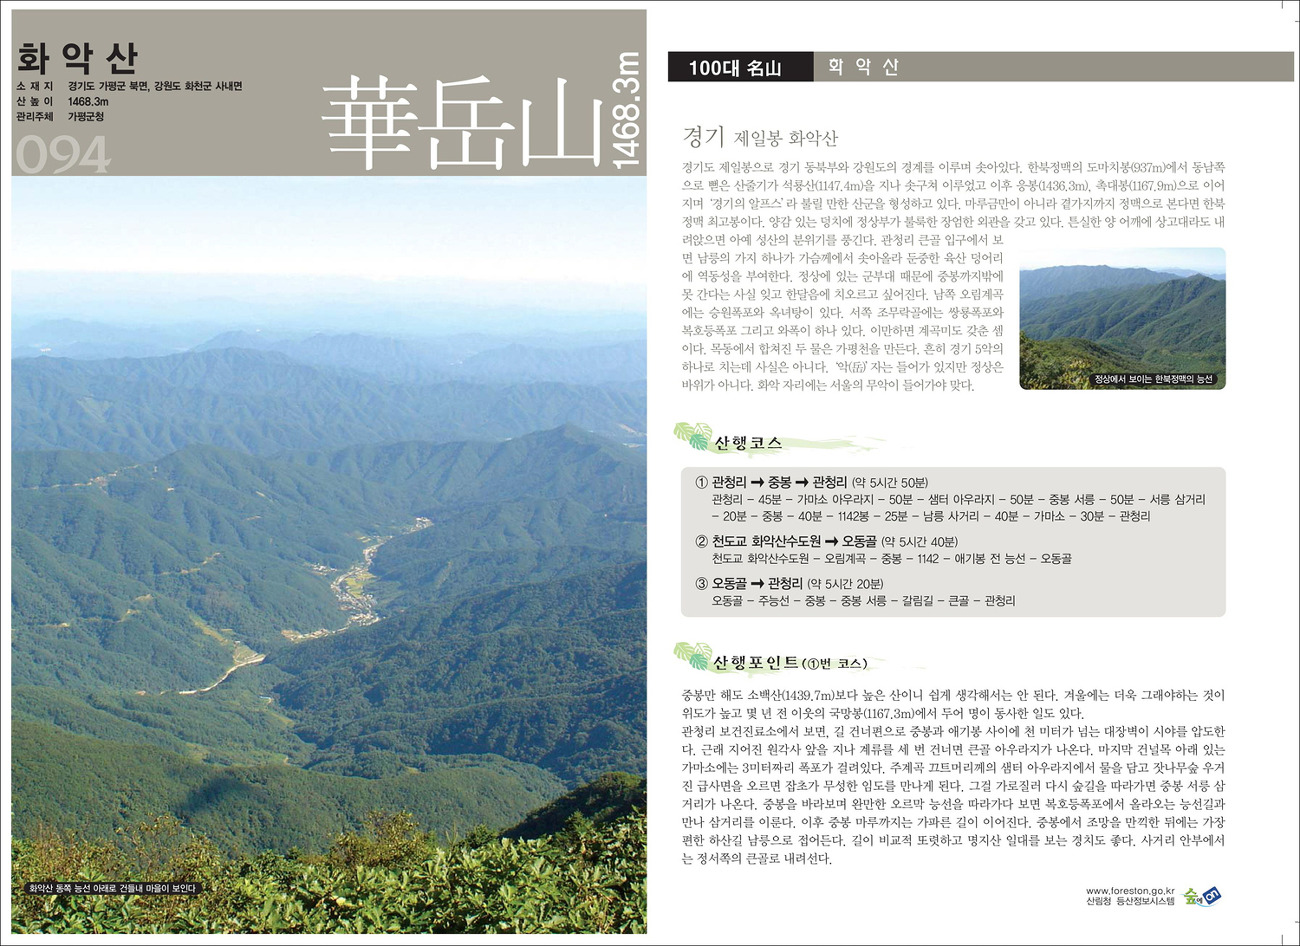 화악산
소 재 지 경기도 가평군 북면, 강원도 화천군 사내면
산 높 이 1468.3m
관리주체 가평군청
094
華岳山
1468.3m
화악산 동쪽 능선 아래로 건들내 마을이 보인다
100대 名山 화 악 산
경기 제일봉 화악산
경기도 제일봉으로 경기 동북부와 강원도의 경계를 이루며 솟아있다. 한북정맥의 도마치봉(937m)에서 동남쪽
으로 뻗은 산줄기가 석룡산(1147.4m)을 지나 솟구쳐 이루었고 이후 응봉(1436.3m), 촉대봉(1167.9m)으로 이어
지며 ‘경기의 알프스’라 불릴 만한 산군을 형성하고 있다. 마루금만이 아니라 곁가지까지 정맥으로 본다면 한북
정맥 최고봉이다. 양감 있는 덩치에 정상부가 불룩한 장엄한 외관을 갖고 있다. 튼실한 양 어깨에 상고대라도 내
려앉으면 아예 성산의 분위기를 풍긴다. 관청리 큰골 입구에서 보
면 남릉의 가지 하나가 가슴께에서 솟아올라 둔중한 육산 덩어리
에 역동성을 부여한다. 정상에 있는 군부대 때문에 중봉까지밖에
못 간다는 사실 잊고 한달음에 치오르고 싶어진다. 남쪽 오림계곡
에는 승원폭포와 옥녀탕이 있다. 서쪽 조무락골에는 쌍룡폭포와
복호등폭포 그리고 와폭이 하나 있다. 이만하면 계곡미도 갖춘 셈
이다. 목동에서 합쳐진 두 물은 가평천을 만든다. 흔히 경기 5악의
하나로 치는데 사실은 아니다. ‘악(岳)’자는 들어가 있지만 정상은
바위가 아니다. 화악 자리에는 서울의 무악이 들어가야 맞다.
정상에서 보이는 한북정맥의 능선
산행코스
① 관청리 ➞ 중봉 ➞ 관청리 (약 5시간 50분)
관청리 – 45분 – 가마소 아우라지 – 50분 – 샘터 아우라지 – 50분 – 중봉 서릉 – 50분 – 서릉 삼거리
– 20분 – 중봉 – 40분 – 1142봉 – 25분 – 남릉 사거리 – 40분 – 가마소 – 30분 – 관청리
② 천도교 화악산수도원 ➞ 오동골 (약 5시간 40분)
천도교 화악산수도원 – 오림계곡 – 중봉 – 1142 – 애기봉 전 능선 – 오동골
③ 오동골 ➞ 관청리 (약 5시간 20분)
오동골 – 주능선 – 중봉 – 중봉 서릉 – 갈림길 – 큰골 – 관청리
산행포인트(①번 코스)
중봉만 해도 소백산(1439.7m)보다 높은 산이니 쉽게 생각해서는 안 된다. 겨울에는 더욱 그래야하는 것이
위도가 높고 몇 년 전 이웃의 국망봉(1167.3m)에서 두어 명이 동사한 일도 있다.
관청리 보건진료소에서 보면, 길 건너편으로 중봉과 애기봉 사이에 천 미터가 넘는 대장벽이 시야를 압도한
다. 근래 지어진 원각사 앞을 지나 계류를 세 번 건너면 큰골 아우라지가 나온다. 마지막 건널목 아래 있는
가마소에는 3미터짜리 폭포가 걸려있다. 주계곡 끄트머리께의 샘터 아우라지에서 물을 담고 잣나무숲 우거
진 급사면을 오르면 잡초가 무성한 임도를 만나게 된다. 그걸 가로질러 다시 숲길을 따라가면 중봉 서릉 삼
거리가 나온다. 중봉을 바라보며 완만한 오르막 능선을 따라가다 보면 복호등폭포에서 올라오는 능선길과
만나 삼거리를 이룬다. 이후 중봉 마루까지는 가파른 길이 이어진다. 중봉에서 조망을 만끽한 뒤에는 가장
편한 하산길 남릉으로 접어든다. 길이 비교적 또렷하고 명지산 일대를 보는 경치도 좋다. 사거리 안부에서
는 정서쪽의 큰골로 내려선다.
www.foreston.go.kr
산림청 등산정보시스템
숲에on